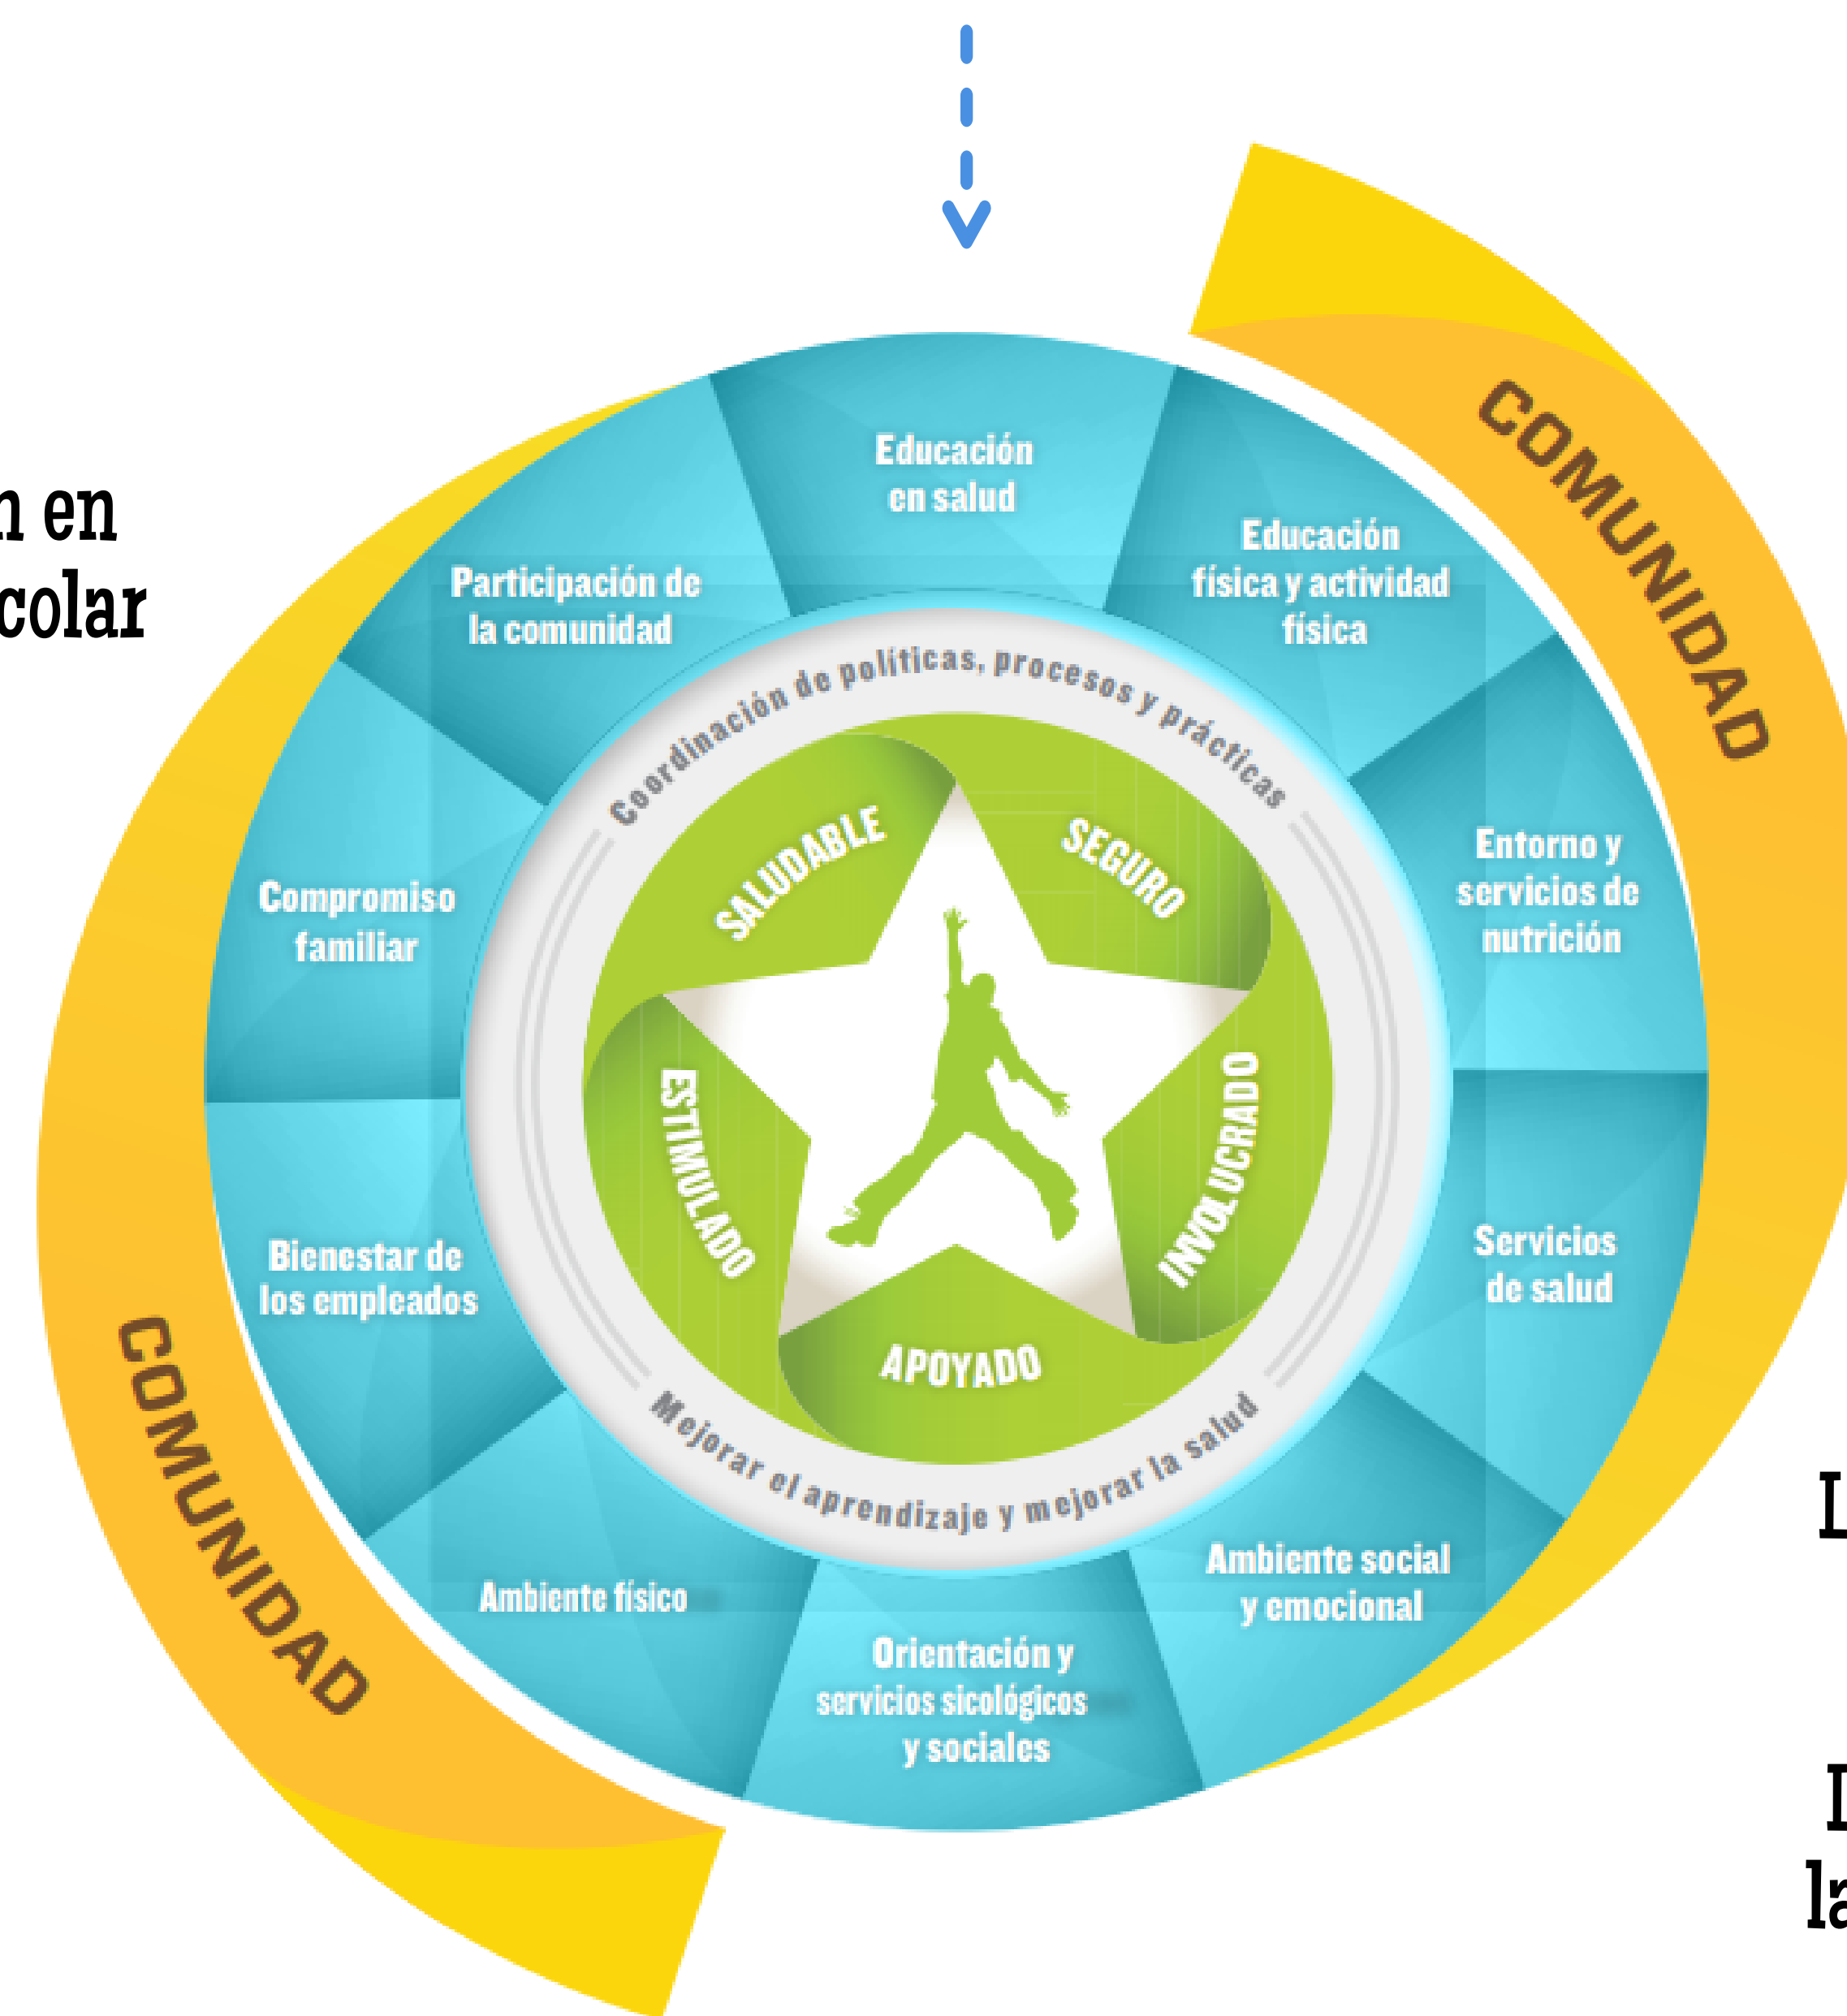 COMUNIDAD
n en
colar
Educación
en salud
Educación
física y actividad
física
Entorno y
servicios de
nutrición
Servicios
de salud
Ambiente social
y emocional
Orientación y
servicios sicológicos
y sociales
Ambiente físico
Bienestar de
los empleados
Compromiso
familiar
Participación de
la comunidad
Coordinación de políticas, procesos y prácticas
Mejorar el aprendizaje y mejorar la salud
SALUDABLE
SEGURO
INVOLUCRADO
APOYADO
ESTIMULADO
COMUNIDAD
L
la